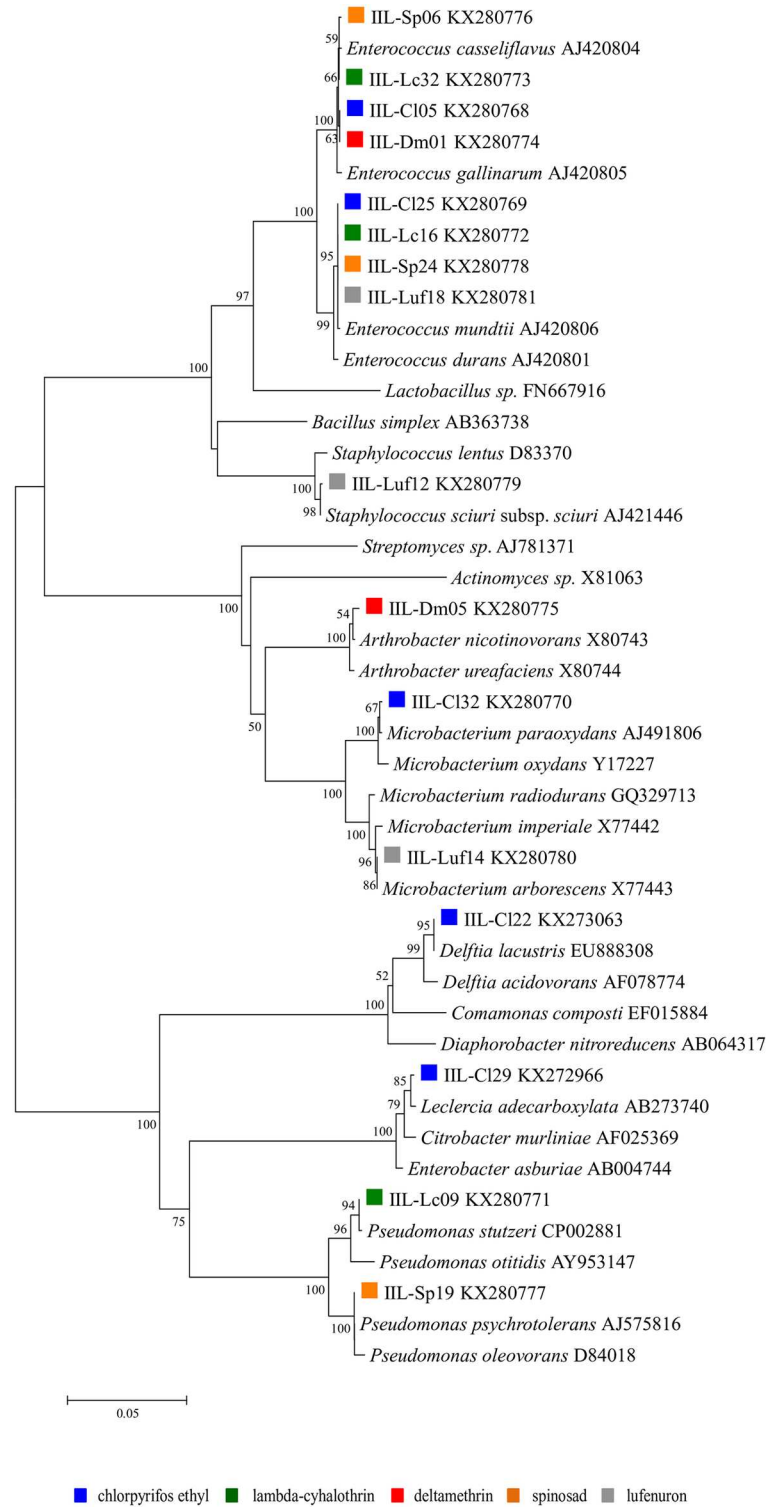 IIL-Sp06 KX280776
59
Enterococcus casseliflavus AJ420804
66
IIL-Lc32 KX280773
IIL-Cl05 KX280768
100
63
IIL-Dm01 KX280774
Enterococcus gallinarum AJ420805
IIL-Cl25 KX280769
100
IIL-Lc16 KX280772
95
IIL-Sp24 KX280778
97
IIL-Luf18 KX280781
99
Enterococcus mundtii AJ420806
Enterococcus durans AJ420801
100
Lactobacillus sp. FN667916
Bacillus simplex AB363738
Staphylococcus lentus D83370
100
IIL-Luf12 KX280779
98
Staphylococcus sciuri subsp. sciuri AJ421446
Streptomyces sp. AJ781371
Actinomyces sp. X81063
100
54
IIL-Dm05 KX280775
100
Arthrobacter nicotinovorans X80743
Arthrobacter ureafaciens X80744
IIL-Cl32 KX280770
67
50
100
Microbacterium paraoxydans AJ491806
Microbacterium oxydans Y17227
100
Microbacterium radiodurans GQ329713
100
Microbacterium imperiale X77442
96
IIL-Luf14 KX280780
86
Microbacterium arborescens X77443
IIL-Cl22 KX273063
95
99
Delftia lacustris EU888308
52
Delftia acidovorans AF078774
100
Comamonas composti EF015884
Diaphorobacter nitroreducens AB064317
IIL-Cl29 KX272966
85
79
Leclercia adecarboxylata AB273740
100
100
Citrobacter murliniae AF025369
Enterobacter asburiae AB004744
IIL-Lc09 KX280771
94
75
96
Pseudomonas stutzeri CP002881
Pseudomonas otitidis AY953147
100
IIL-Sp19 KX280777
100
Pseudomonas psychrotolerans AJ575816
Pseudomonas oleovorans D84018
0.05
chlorpyrifos ethyl lambda-cyhalothrin deltamethrin spinosad lufenuron